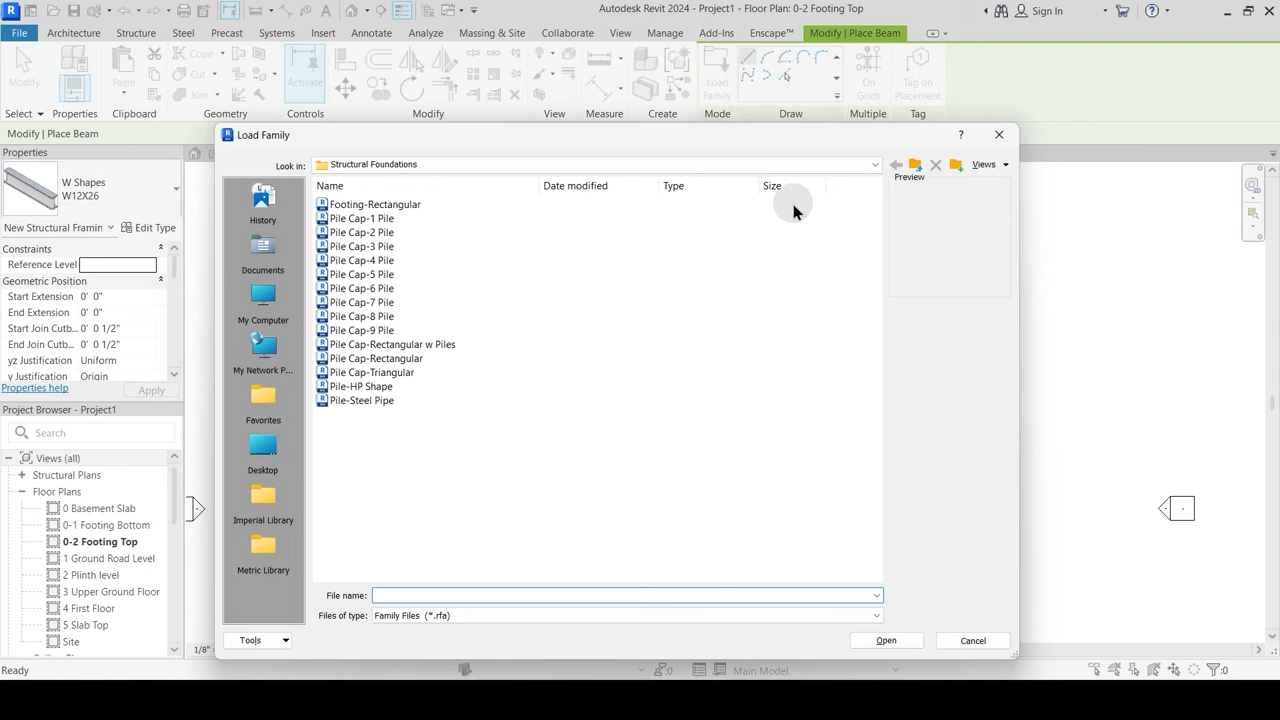 Autodesk Revit 2024 - Project1 - Floor Plan: 0-2 Footing Top
Sign In
File Architecture Structure Steel Precast Systems Insert Annotate Analyze Massing & Site Collaborate View Manage Add-Ins Enscape™ Modify | Place Beam
Modify Paste Cope Cut Join Activate Load Family On Grids Tag on Placement
Select Properties Clipboard Geometry Controls Modify View Measure Create Mode Draw Multiple Tag
Modify | Place Beam
Properties
W Shapes
W12X26
New Structural Framin
Edit Type
Constraints
Reference Level
Geometric Position
Start Extension 0' 0"
End Extension 0' 0"
Start Join Cutb... 0' 0 1/2"
End Join Cutb... 0' 0 1/2"
yz Justification Uniform
y Justification Origin
Properties help
Apply
Project Browser - Project1
Search
Views (all)
Structural Plans
Floor Plans
0 Basement Slab
0-1 Footing Bottom
0-2 Footing Top
1 Ground Road Level
2 Plinth level
3 Upper Ground Floor
4 First Floor
5 Slab Top
Site
Load Family
Look in: Structural Foundations
Views
History
Documents
My Computer
My Network P...
Favorites
Desktop
Imperial Library
Metric Library
Name Date modified Type Size
Footing-Rectangular
Pile Cap-1 Pile
Pile Cap-2 Pile
Pile Cap-3 Pile
Pile Cap-4 Pile
Pile Cap-5 Pile
Pile Cap-6 Pile
Pile Cap-7 Pile
Pile Cap-8 Pile
Pile Cap-9 Pile
Pile Cap-Rectangular w Piles
Pile Cap-Rectangular
Pile Cap-Triangular
Pile-HP Shape
Pile-Steel Pipe
Preview
File name:
Files of type: Family Files (*.rfa)
Tools
Open
Cancel
Ready
:0
Main Model
:0